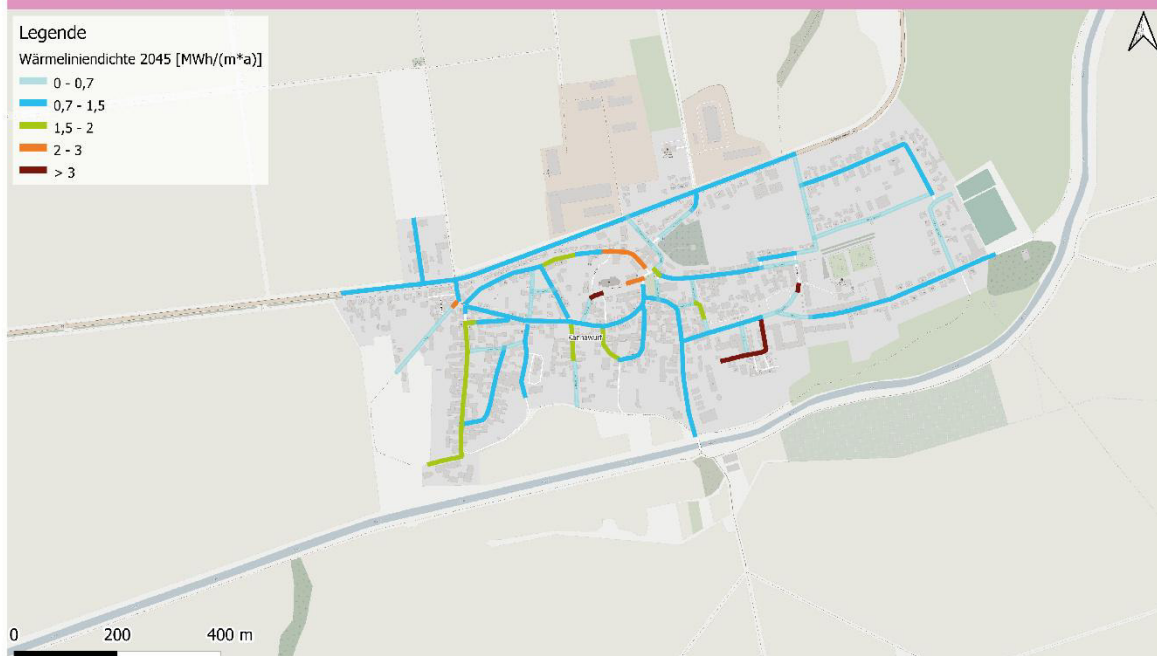 Legende
Wärmeliniendichte 2045 [MWh/(m*a)]
0 - 0,7
0,7 - 1,5
1,5 - 2
2 - 3
> 3
Kannawurf
0
200
400 m